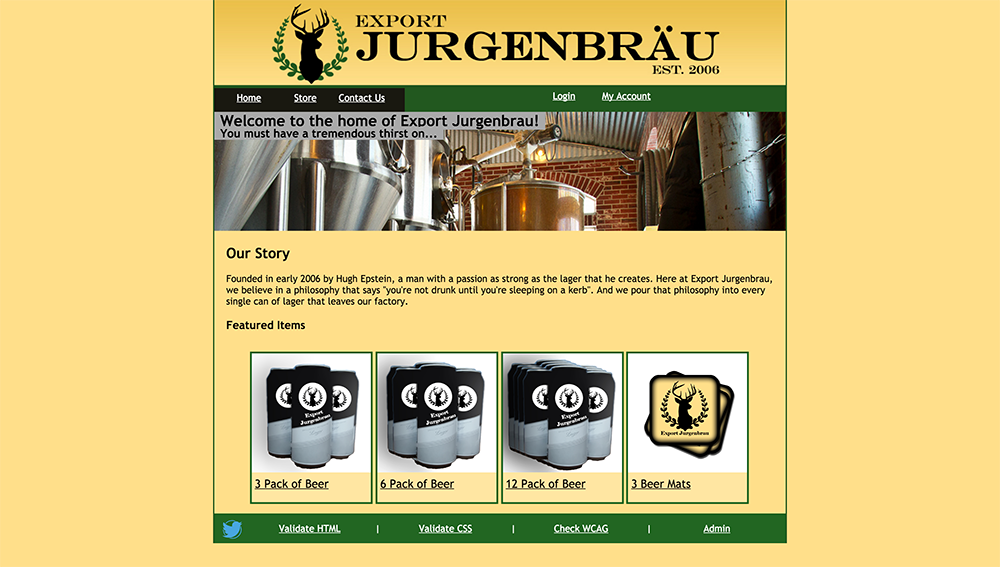 EXPORT
JURGENBRÄU
EST. 2006
Home Store Contact Us Login My Account
Welcome to the home of Export Jurgenbrau!
You must have a tremendous thirst on...
Our Story
Founded in early 2006 by Hugh Epstein, a man with a passion as strong as the lager that he creates. Here at Export Jurgenbrau,
we believe in a philosophy that says "you're not drunk until you're sleeping on a kerb". And we pour that philosophy into every
single can of lager that leaves our factory.
Featured Items
Export
Jurgenbrau
Export
Jurgenbrau
Export
Jurgenbrau
Export Jurgenbrau
3 Pack of Beer
6 Pack of Beer
12 Pack of Beer
3 Beer Mats
Validate HTML | Validate CSS | Check WCAG | Admin